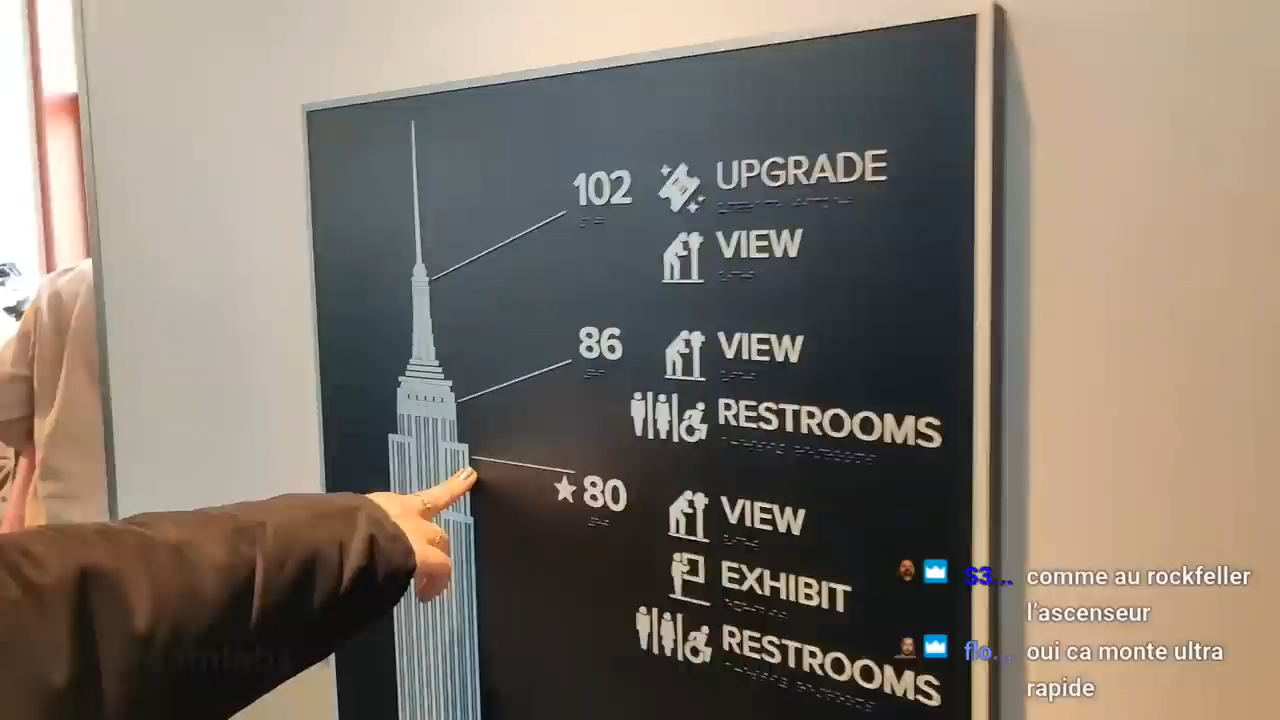 102 UPGRADE
VIEW
86 VIEW
RESTROOMS
★80 VIEW
EXHIBIT
RESTROOMS
S3... comme au rockfeller
l'ascenseur
flo... oui ca monte ultra
rapide